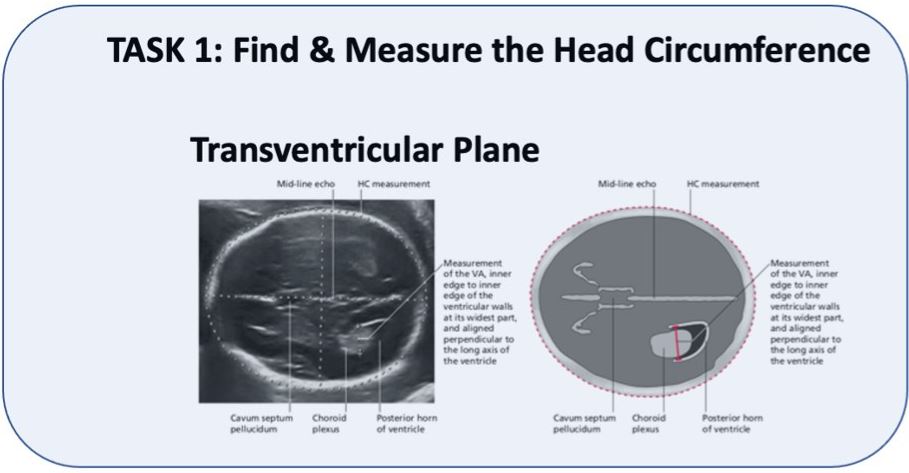 TASK 1: Find & Measure the Head Circumference
Transventricular Plane
Mid-line echo
HC measurement
Measurement
of the VA, inner
edge to inner
edge of the
ventricular walls
at its widest part,
and aligned
perpendicular to
the long axis of
the ventricle
Cavum septum
pellucidum
Choroid
plexus
Posterior horn
of ventricle
Mid-line echo
HC measurement
Measurement
of the VA, inner
edge to inner
edge of the
ventricular walls
at its widest part,
and aligned
perpendicular to
the long axis of
the ventricle
Cavum septum
pellucidum
Choroid
plexus
Posterior horn
of ventricle